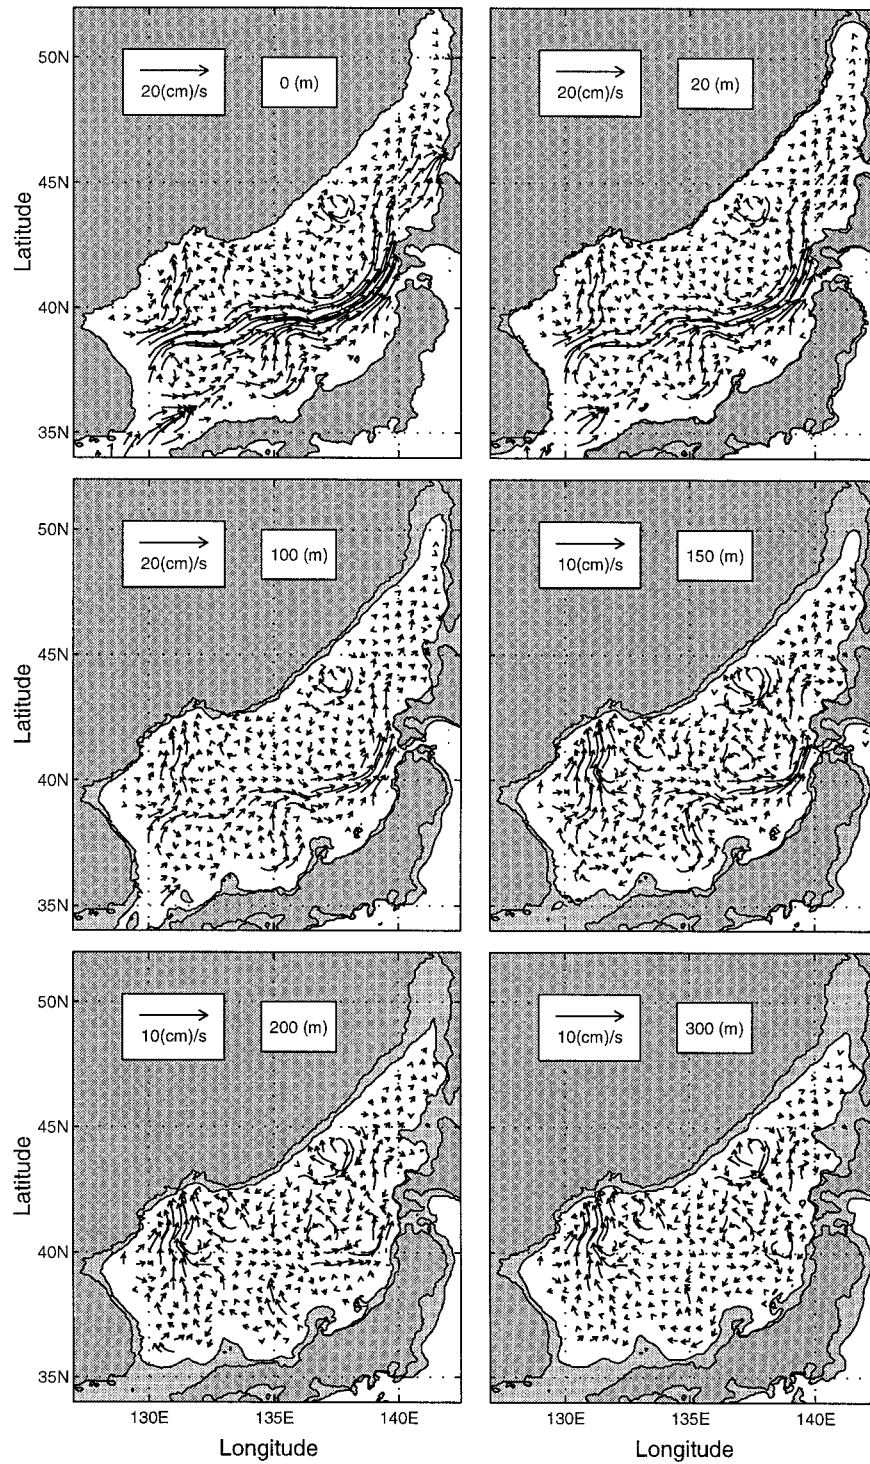 50N
20(cm)/s
0 (m)
20(cm)/s
20 (m)
Latitude
45N
40N
35N
50N
20(cm)/s
100 (m)
10(cm)/s
150 (m)
Latitude
45N
40N
35N
50N
10(cm)/s
200 (m)
10(cm)/s
300 (m)
Latitude
45N
40N
35N
130E
135E
140E
130E
135E
140E
Longitude
Longitude